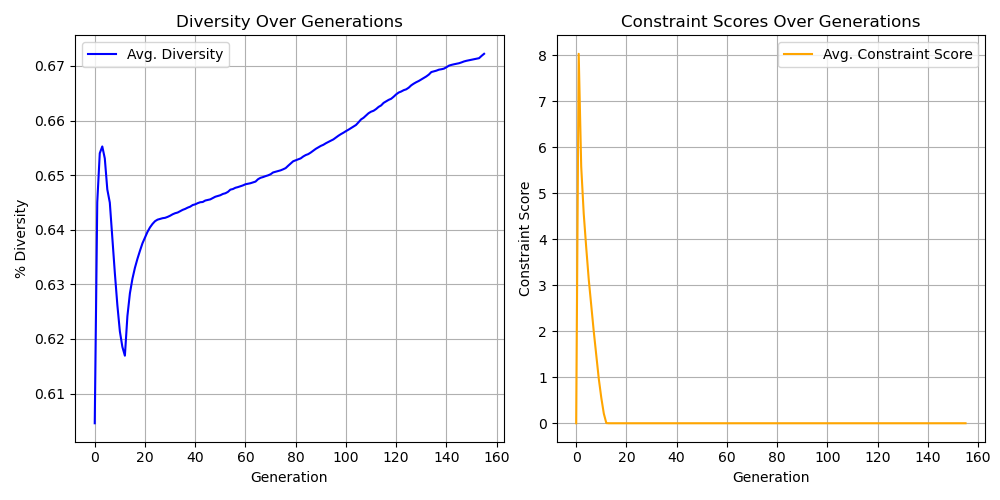 Diversity Over Generations
Avg. Diversity
% Diversity
0.67
0.66
0.65
0.64
0.63
0.62
0.61
0 20 40 60 80 100 120 140 160
Generation
Constraint Scores Over Generations
Avg. Constraint Score
Constraint Score
8
7
6
5
4
3
2
1
0
0 20 40 60 80 100 120 140 160
Generation